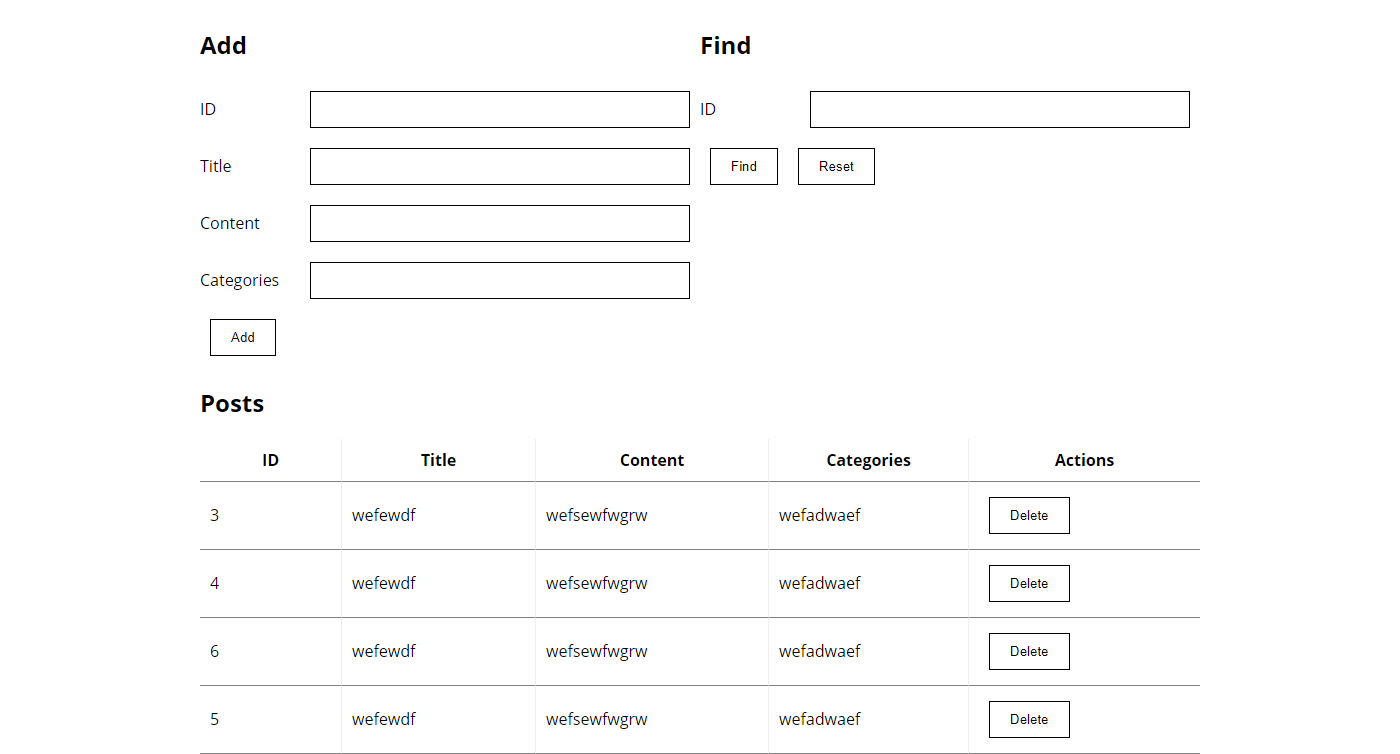 Add
ID
Title
Content
Categories
Add
Find
ID
Find Reset
Posts
ID Title Content Categories Actions
3 wefewdf wefsewfwgrw wefadwaef Delete
4 wefewdf wefsewfwgrw wefadwaef Delete
6 wefewdf wefsewfwgrw wefadwaef Delete
5 wefewdf wefsewfwgrw wefadwaef Delete